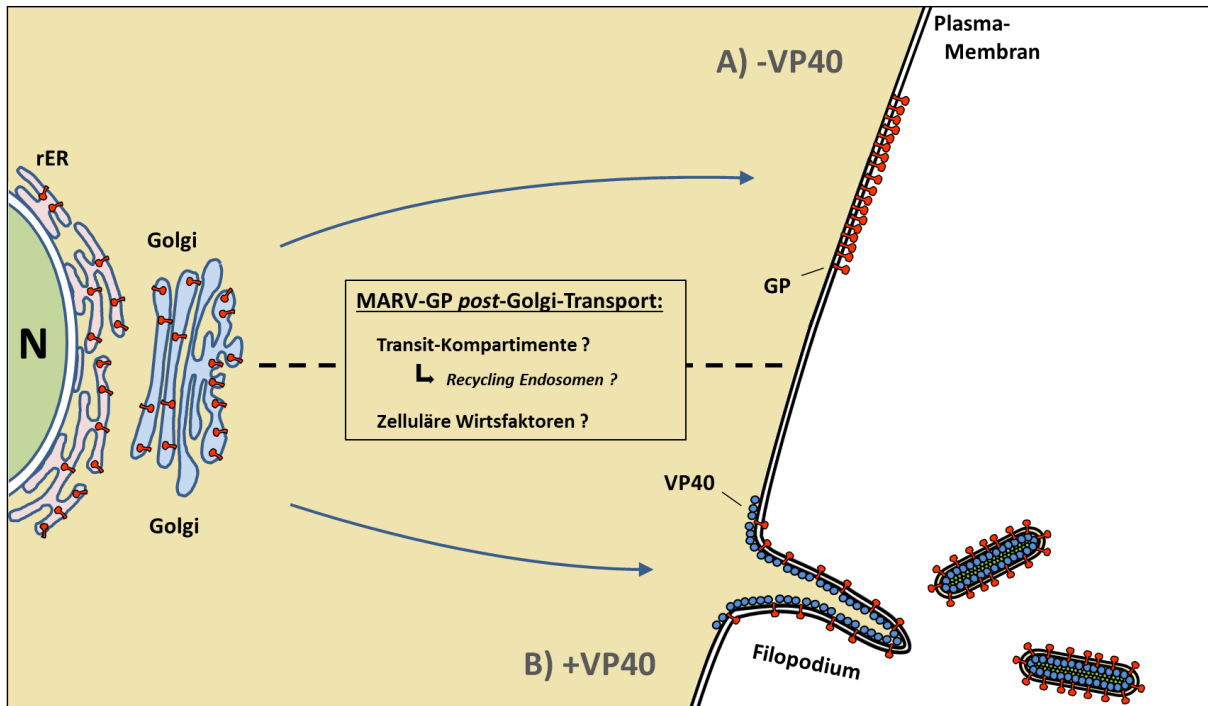 Plasma-
Membran
A) -VP40
rER
Golgi
GP
MARV-GP post-Golgi-Transport:
Transit-Kompartimente ?
Recycling Endosomen ?
Zelluläre Wirtsfaktoren ?
N
VP40
Golgi
B) +VP40
Filopodium